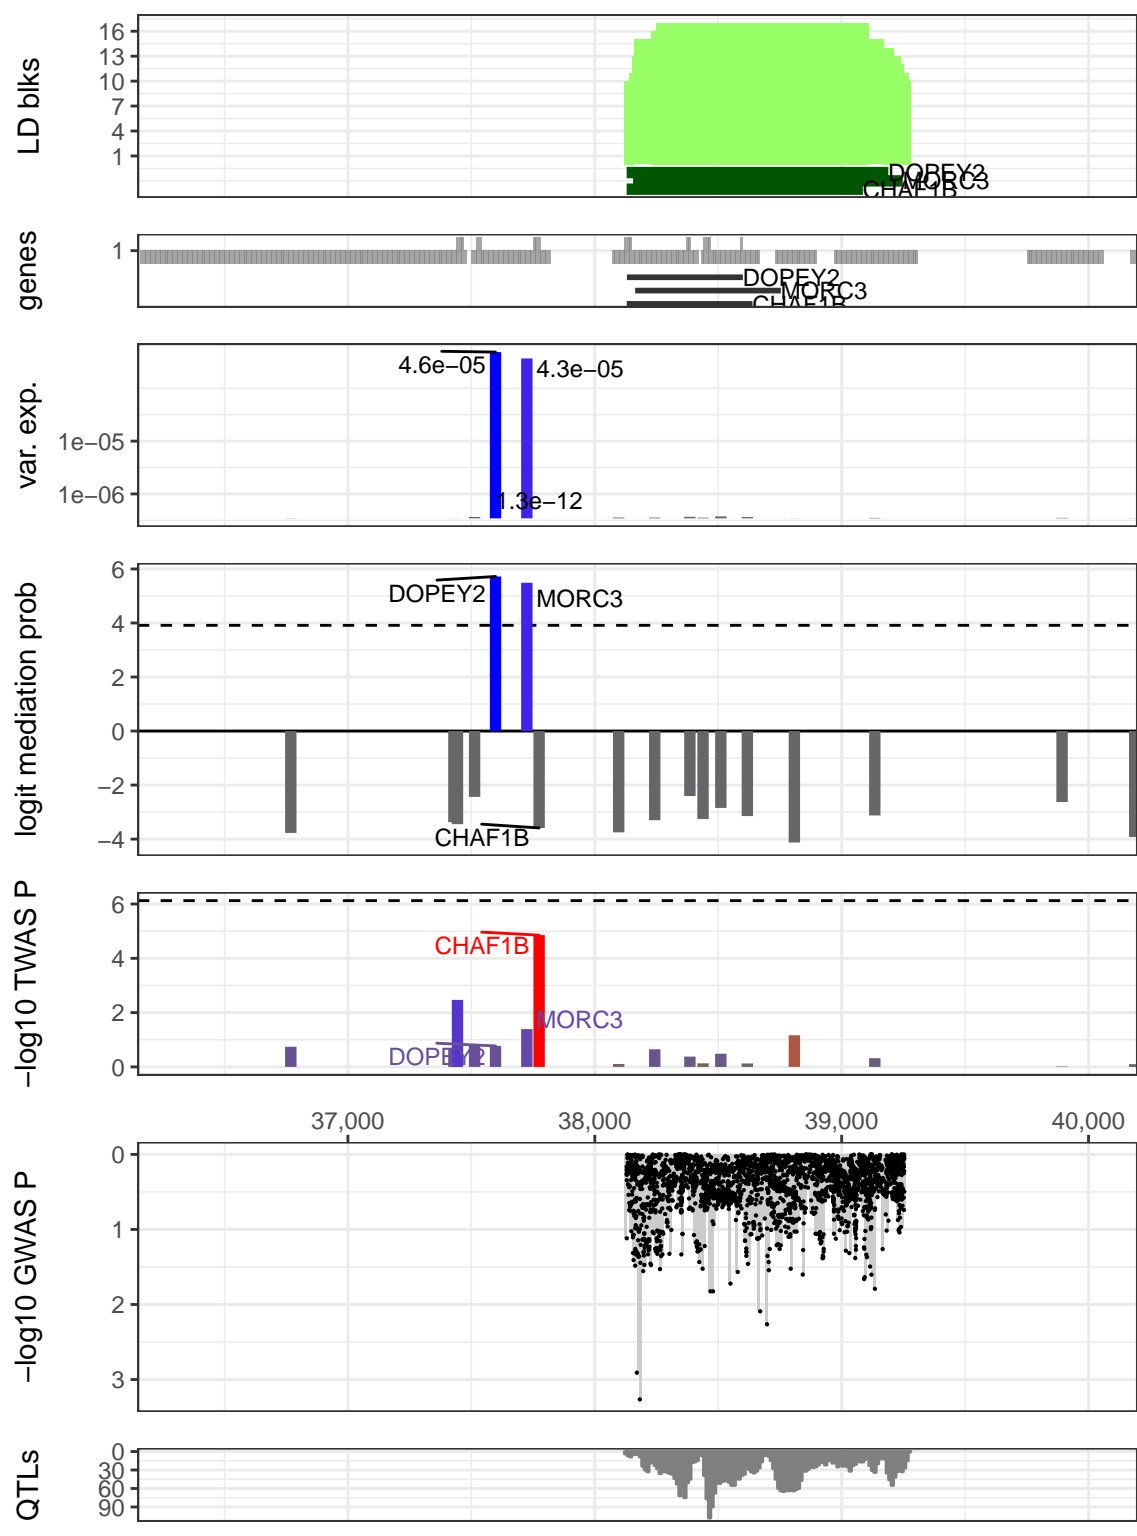 LD blks
16
13
10
7
4
1
DOPEY2
MORC3
CHAF1B
genes
1
DOPEY2
MORC3
CHAF1B
var. exp.
4.6e−05
4.3e−05
1e−05
1e−06
1.3e−12
logit mediation prob
6
4
2
0
−2
−4
DOPEY2
MORC3
CHAF1B
−log10 TWAS P
6
4
2
0
CHAF1B
MORC3
DOPEY2
37,000 38,000 39,000 40,000
−log10 GWAS P
0
1
2
3
QTLs
0
30
60
90